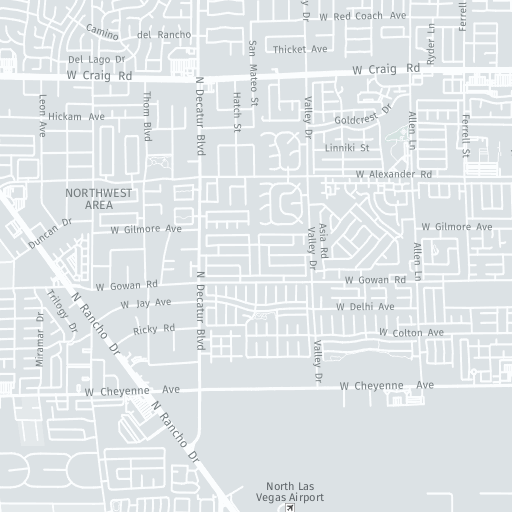 W Red Coach Ave
Camino del Rancho
Dr
Ferrell
Ryder Ln
Thicket Ave
Del Lago Dr
San Mateo St
W Craig Rd
W Craig Rd
N Decatur Blvd
Leon Ave
Thom Blvd
Hatch St
Valley Dr
Goldcrest Dr
Allen Ln
Ferrell St
Hickam Ave
Linniki St
W Alexander Rd
NORTHWEST
AREA
Duncan Dr
W Gilmore Ave
Asia Rd
Valley Dr
W Gilmore Ave
Allen Ln
W Gowan Rd
W Gowan Rd
N Decatur Blvd
Trilogy Dr
N Rancho Dr
W Jay Ave
W Delhi Ave
Miramar Dr
Ricky Rd
W Colton Ave
Valley Dr
W Cheyenne Ave
W Cheyenne Ave
N Rancho Dr
North Las
Vegas Airport